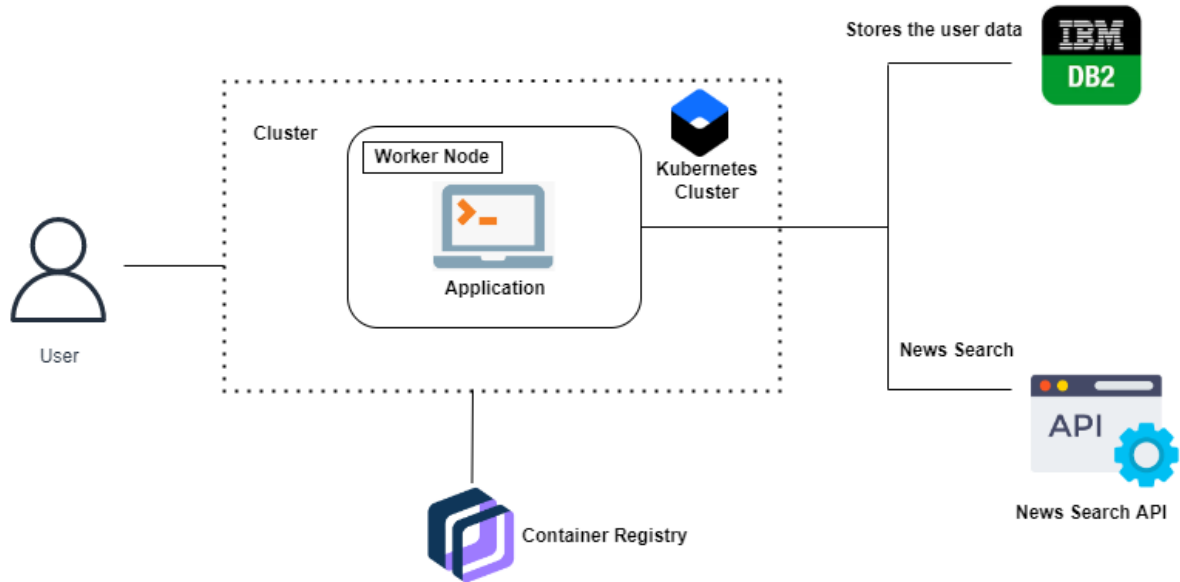 Stores the user data
IBM
DB2
Cluster
Worker Node
Kubernetes
Cluster
Application
User
News Search
API
News Search API
Container Registry